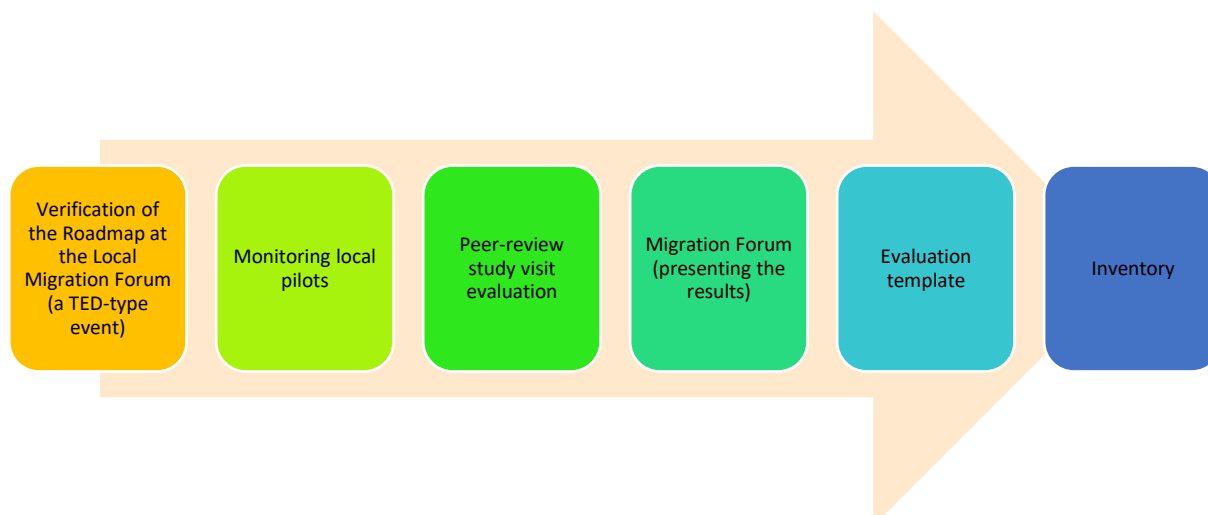 Verification of
the Roadmap at
the Local
Migration Forum
(a TED-type
event)
Monitoring local
pilots
Peer-review
study visit
evaluation
Migration Forum
(presenting the
results)
Evaluation
template
Inventory